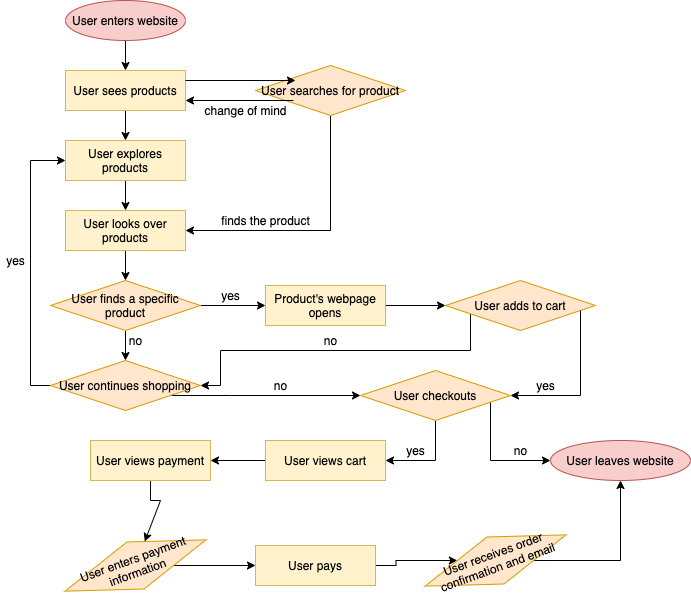 User enters website
User sees products
User searches for product
change of mind
User explores
products
User looks over
products
finds the product
yes
User finds a specific
product
yes
Product's webpage
opens
User adds to cart
no
no
User continues shopping
no
User checkouts
yes
User views payment
User views cart
yes
no
User leaves website
User enters payment
information
User pays
User receives order
confirmation and email